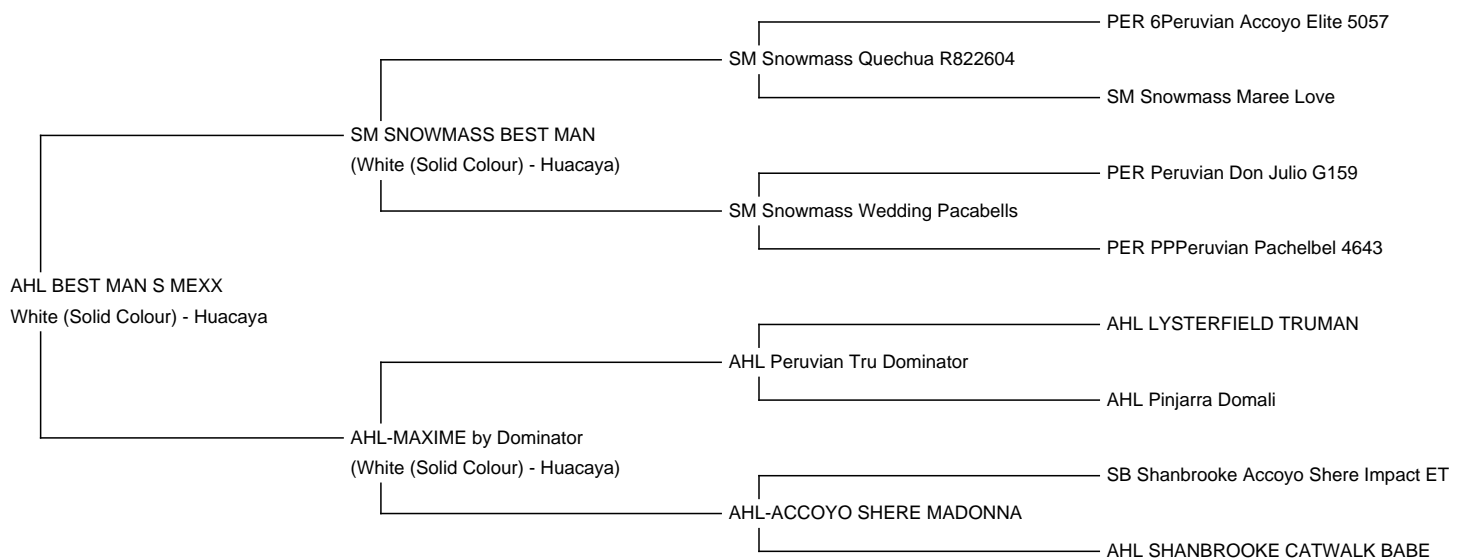 PER 6Peruvian Accoyo Elite 5057
SM Snowmass Quechua R822604
SM Snowmass Maree Love
SM SNOWMASS BEST MAN
(White (Solid Colour) - Huacaya)
PER Peruvian Don Julio G159
SM Snowmass Wedding Pacabells
PER PPPeruvian Pachelbel 4643
AHL BEST MAN S MEXX
White (Solid Colour) - Huacaya
AHL LYSTERFIELD TRUMAN
AHL Peruvian Tru Dominator
AHL Pinjarra Domali
AHL-MAXIME by Dominator
(White (Solid Colour) - Huacaya)
SB Shanbrooke Accoyo Shere Impact ET
AHL-ACCOYO SHERE MADONNA
AHL SHANBROOKE CATWALK BABE